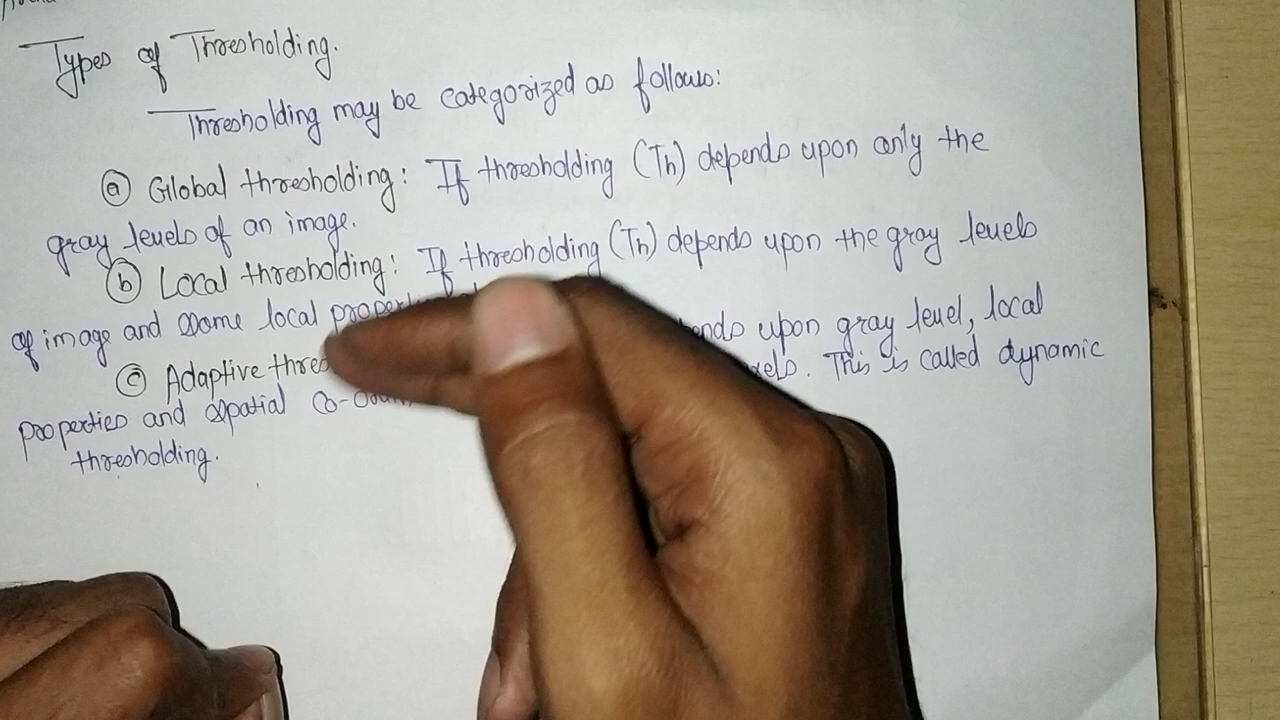 Types of Thresholding.
Thresholding may be categorized as follows:
(a) Global thresholding: If thresholding (Th) depends upon only the
gray levels of an image.
(b) Local thresholding: If thresholding (Th) depends upon the gray levels
of image and some local
(c) Adaptive upon gray level, local
properties and spatial This is called dynamic
thresholding.